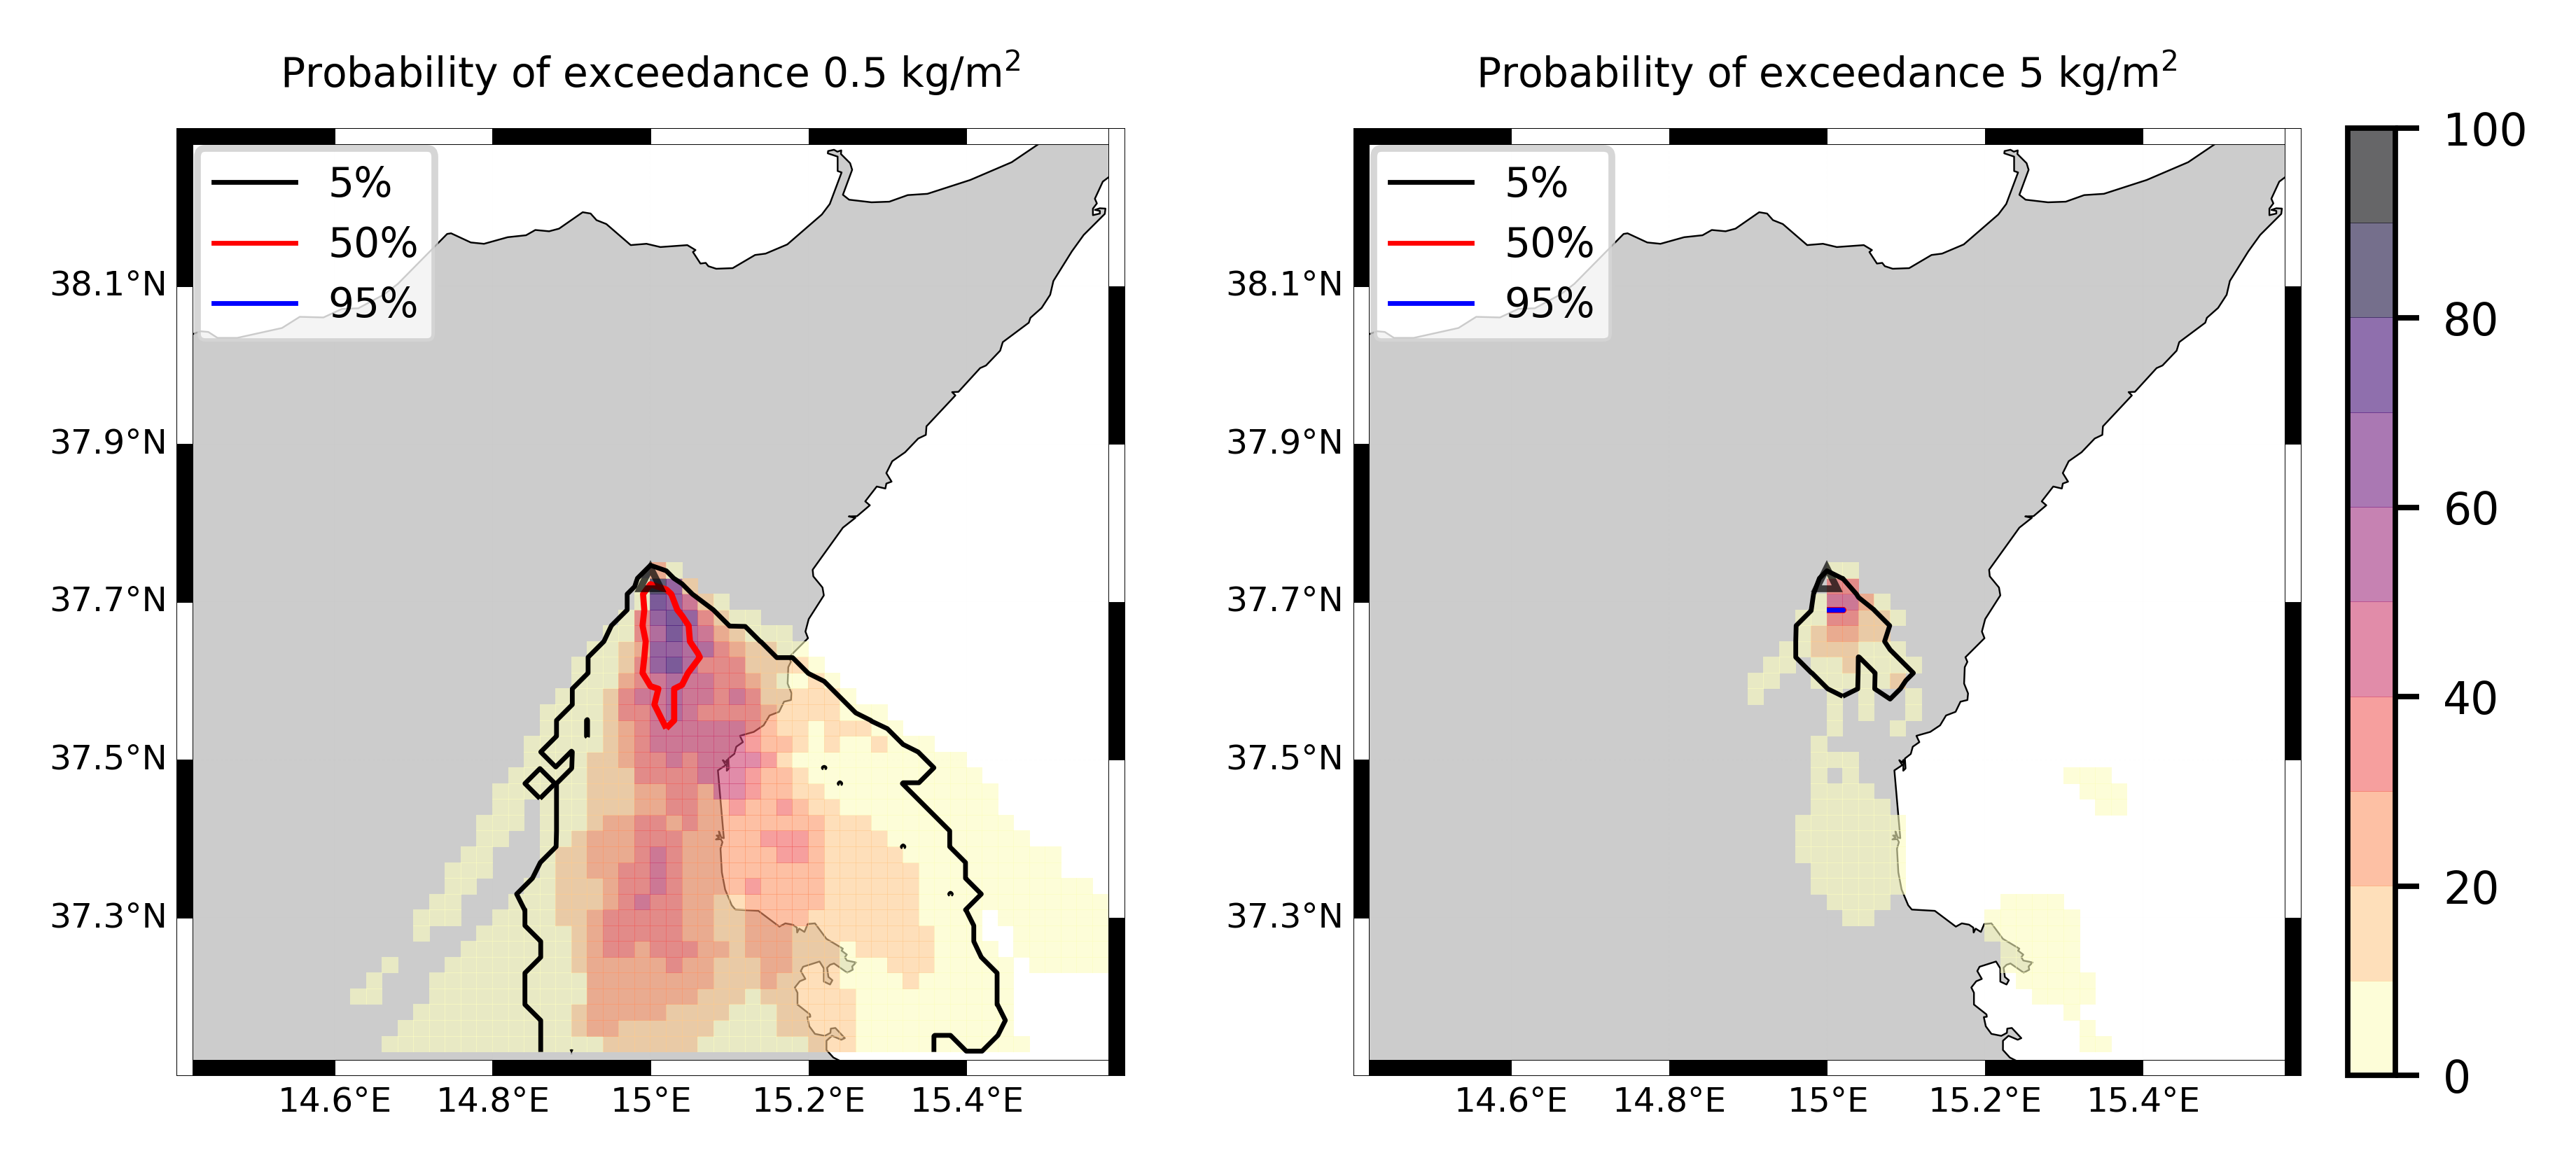 Probability of exceedance 0.5 kg/m²
5%
50%
95%
38.1°N
37.9°N
37.7°N
37.5°N
37.3°N
14.6°E 14.8°E 15°E 15.2°E 15.4°E
Probability of exceedance 5 kg/m²
5%
50%
95%
38.1°N
37.9°N
37.7°N
37.5°N
37.3°N
14.6°E 14.8°E 15°E 15.2°E 15.4°E
100
80
60
40
20
0